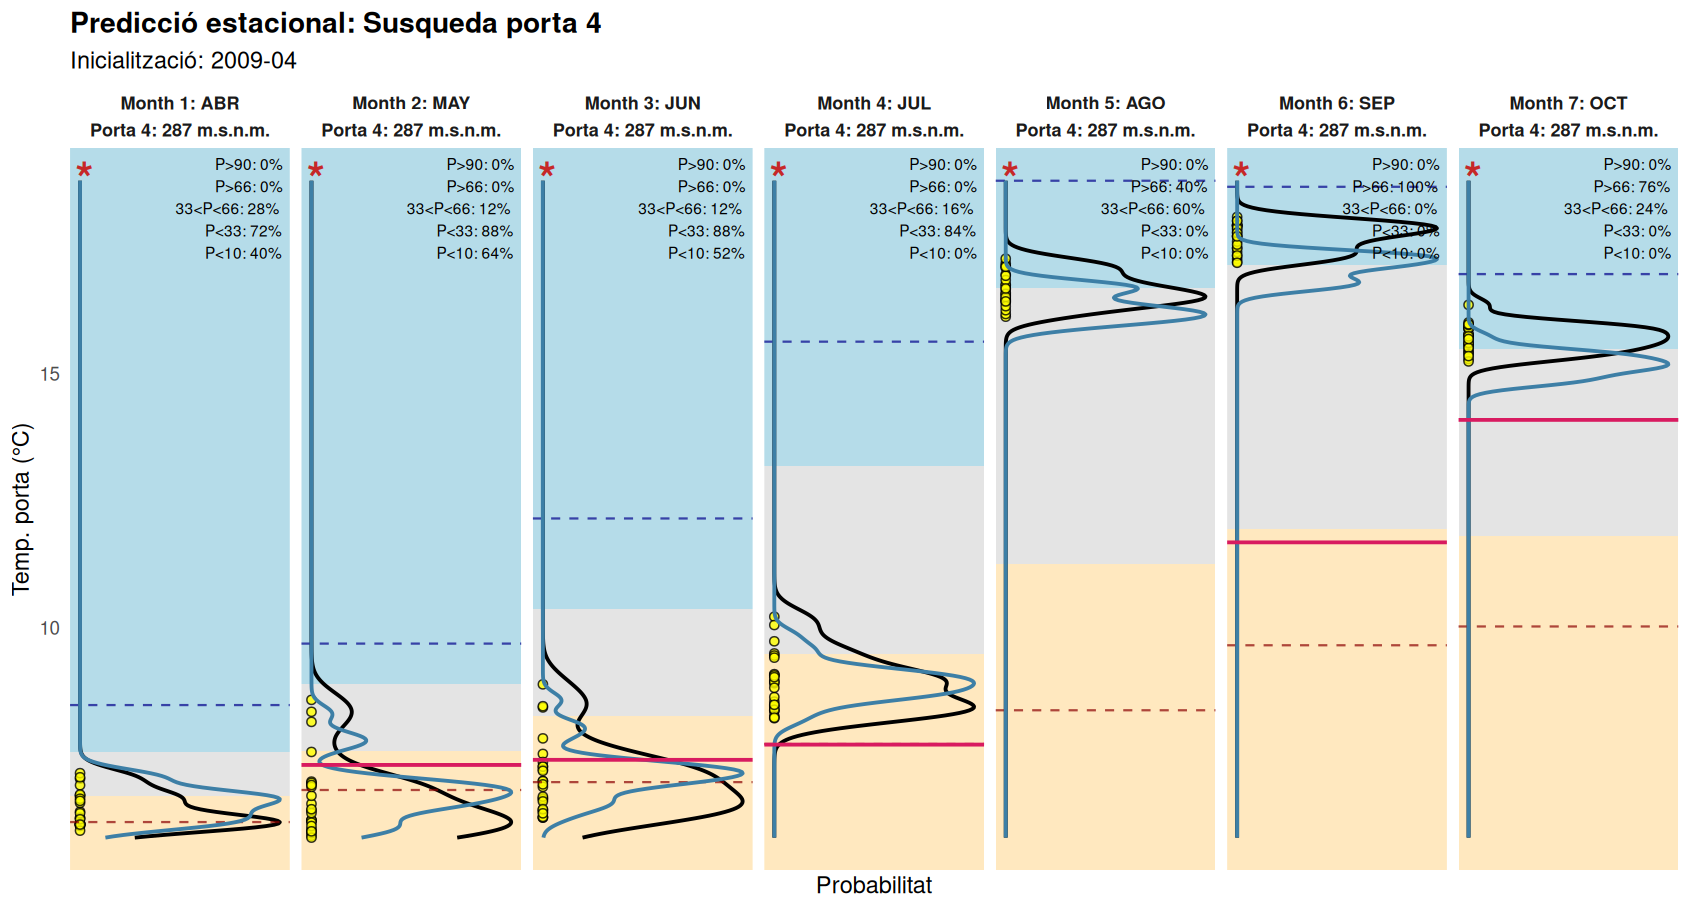 Predicció estacional: Susqueda porta 4
Inicialització: 2009-04
Month 1: ABR
Porta 4: 287 m.s.n.m.
Month 2: MAY
Porta 4: 287 m.s.n.m.
Month 3: JUN
Porta 4: 287 m.s.n.m.
Month 4: JUL
Porta 4: 287 m.s.n.m.
Month 5: AGO
Porta 4: 287 m.s.n.m.
Month 6: SEP
Porta 4: 287 m.s.n.m.
Month 7: OCT
Porta 4: 287 m.s.n.m.
*
P>90: 0%
P>66: 0%
33<P<66: 28%
P<33: 72%
P<10: 40%
*
P>90: 0%
P>66: 0%
33<P<66: 12%
P<33: 88%
P<10: 64%
*
P>90: 0%
P>66: 0%
33<P<66: 12%
P<33: 88%
P<10: 52%
*
P>90: 0%
P>66: 0%
33<P<66: 16%
P<33: 84%
P<10: 0%
*
P>90: 0%
P>66: 40%
33<P<66: 60%
P<33: 0%
P<10: 0%
*
P>90: 0%
P>66: 100%
33<P<66: 0%
P<33: 0%
P<10: 0%
*
P>90: 0%
P>66: 76%
33<P<66: 24%
P<33: 0%
P<10: 0%
15
10
Temp. porta (°C)
Probabilitat